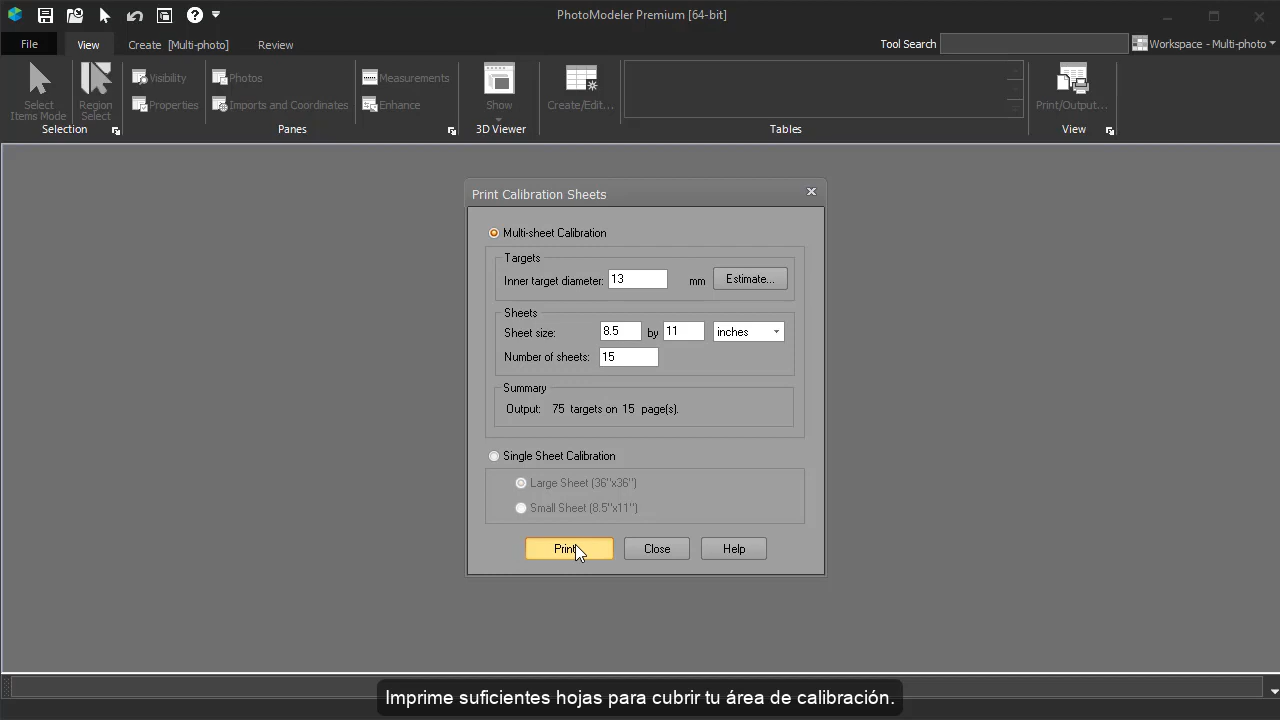 PhotoModeler Premium [64-bit]
File View Create [Multi-photo] Review
Tool Search Workspace - Multi-photo
Select
Items Mode
Region
Select
Selection
Visibility
Properties
Photos
Imports and Coordinates
Measurements
Enhance
Panes
Show
3D Viewer
Create/Edit...
Tables
Print/Output...
View
Print Calibration Sheets
Multi-sheet Calibration
Targets
Inner target diameter: 13 mm Estimate...
Sheets
Sheet size: 8.5 by 11 inches
Number of sheets: 15
Summary
Output: 75 targets on 15 page(s).
Single Sheet Calibration
Large Sheet (36"x36")
Small Sheet (8.5"x11")
Print Close Help
Imprime suficientes hojas para cubrir tu área de calibración.